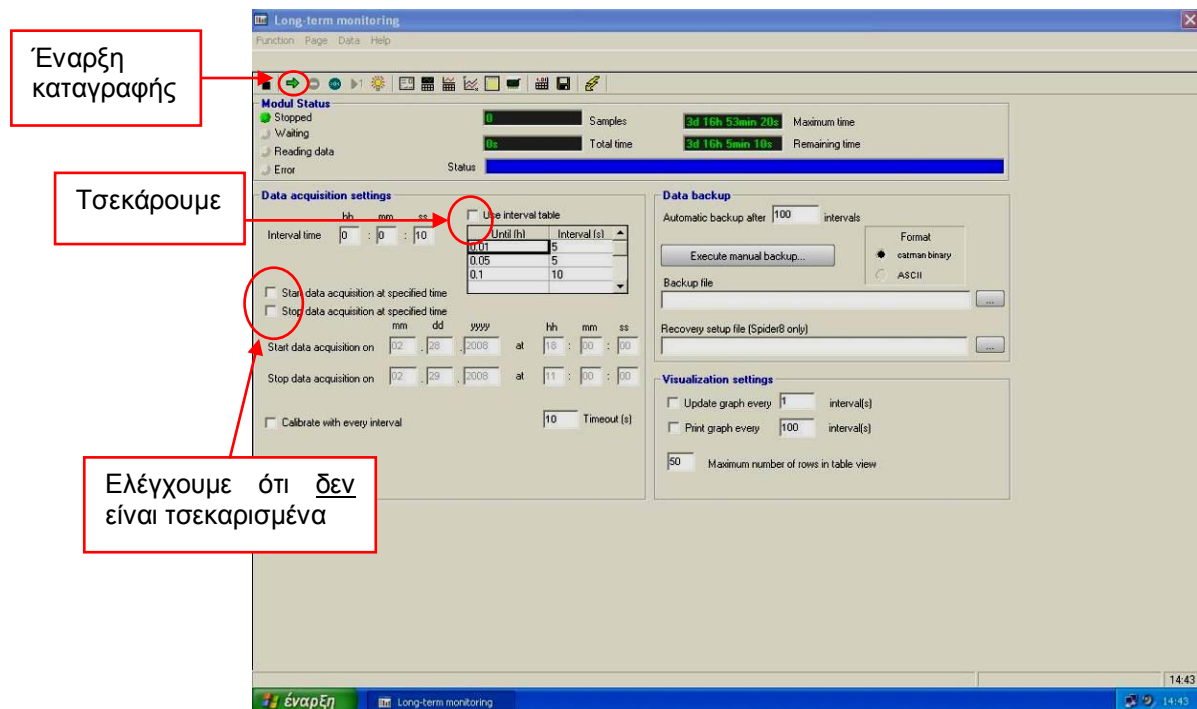 Long-term monitoring
Function Page Data Help
Έναρξη
καταγραφής
Modul Status
Stopped
Waiting
Reading data
Error
0 Samples
0s Total time
3d 16h 53min 20s Maximum time
3d 16h 5min 10s Remaining time
Status
Τσεκάρουμε
Data acquisition settings
hh mm ss
Interval time 0 : 0 : 10
Use interval table
Until (h) Interval (s)
0.01 5
0.05 5
0.1 10
Start data acquisition at specified time
Stop data acquisition at specified time
mm dd yyyy hh mm ss
Start data acquisition on 02 . 28 . 2008 at 18 : 00 : 00
Stop data acquisition on 02 . 29 . 2008 at 11 : 00 : 00
Calibrate with every interval
10 Timeout (s)
Data backup
Automatic backup after 100 intervals
Execute manual backup...
Format
catman binary
ASCII
Backup file
...
Recovery setup file (Spider8 only)
...
Visualization settings
Update graph every 1 interval(s)
Print graph every 100 interval(s)
50 Maximum number of rows in table view
Ελέγχουμε ότι δεν
είναι τσεκαρισμένα
14:43
έναρξη
Long-term monitoring
14:43